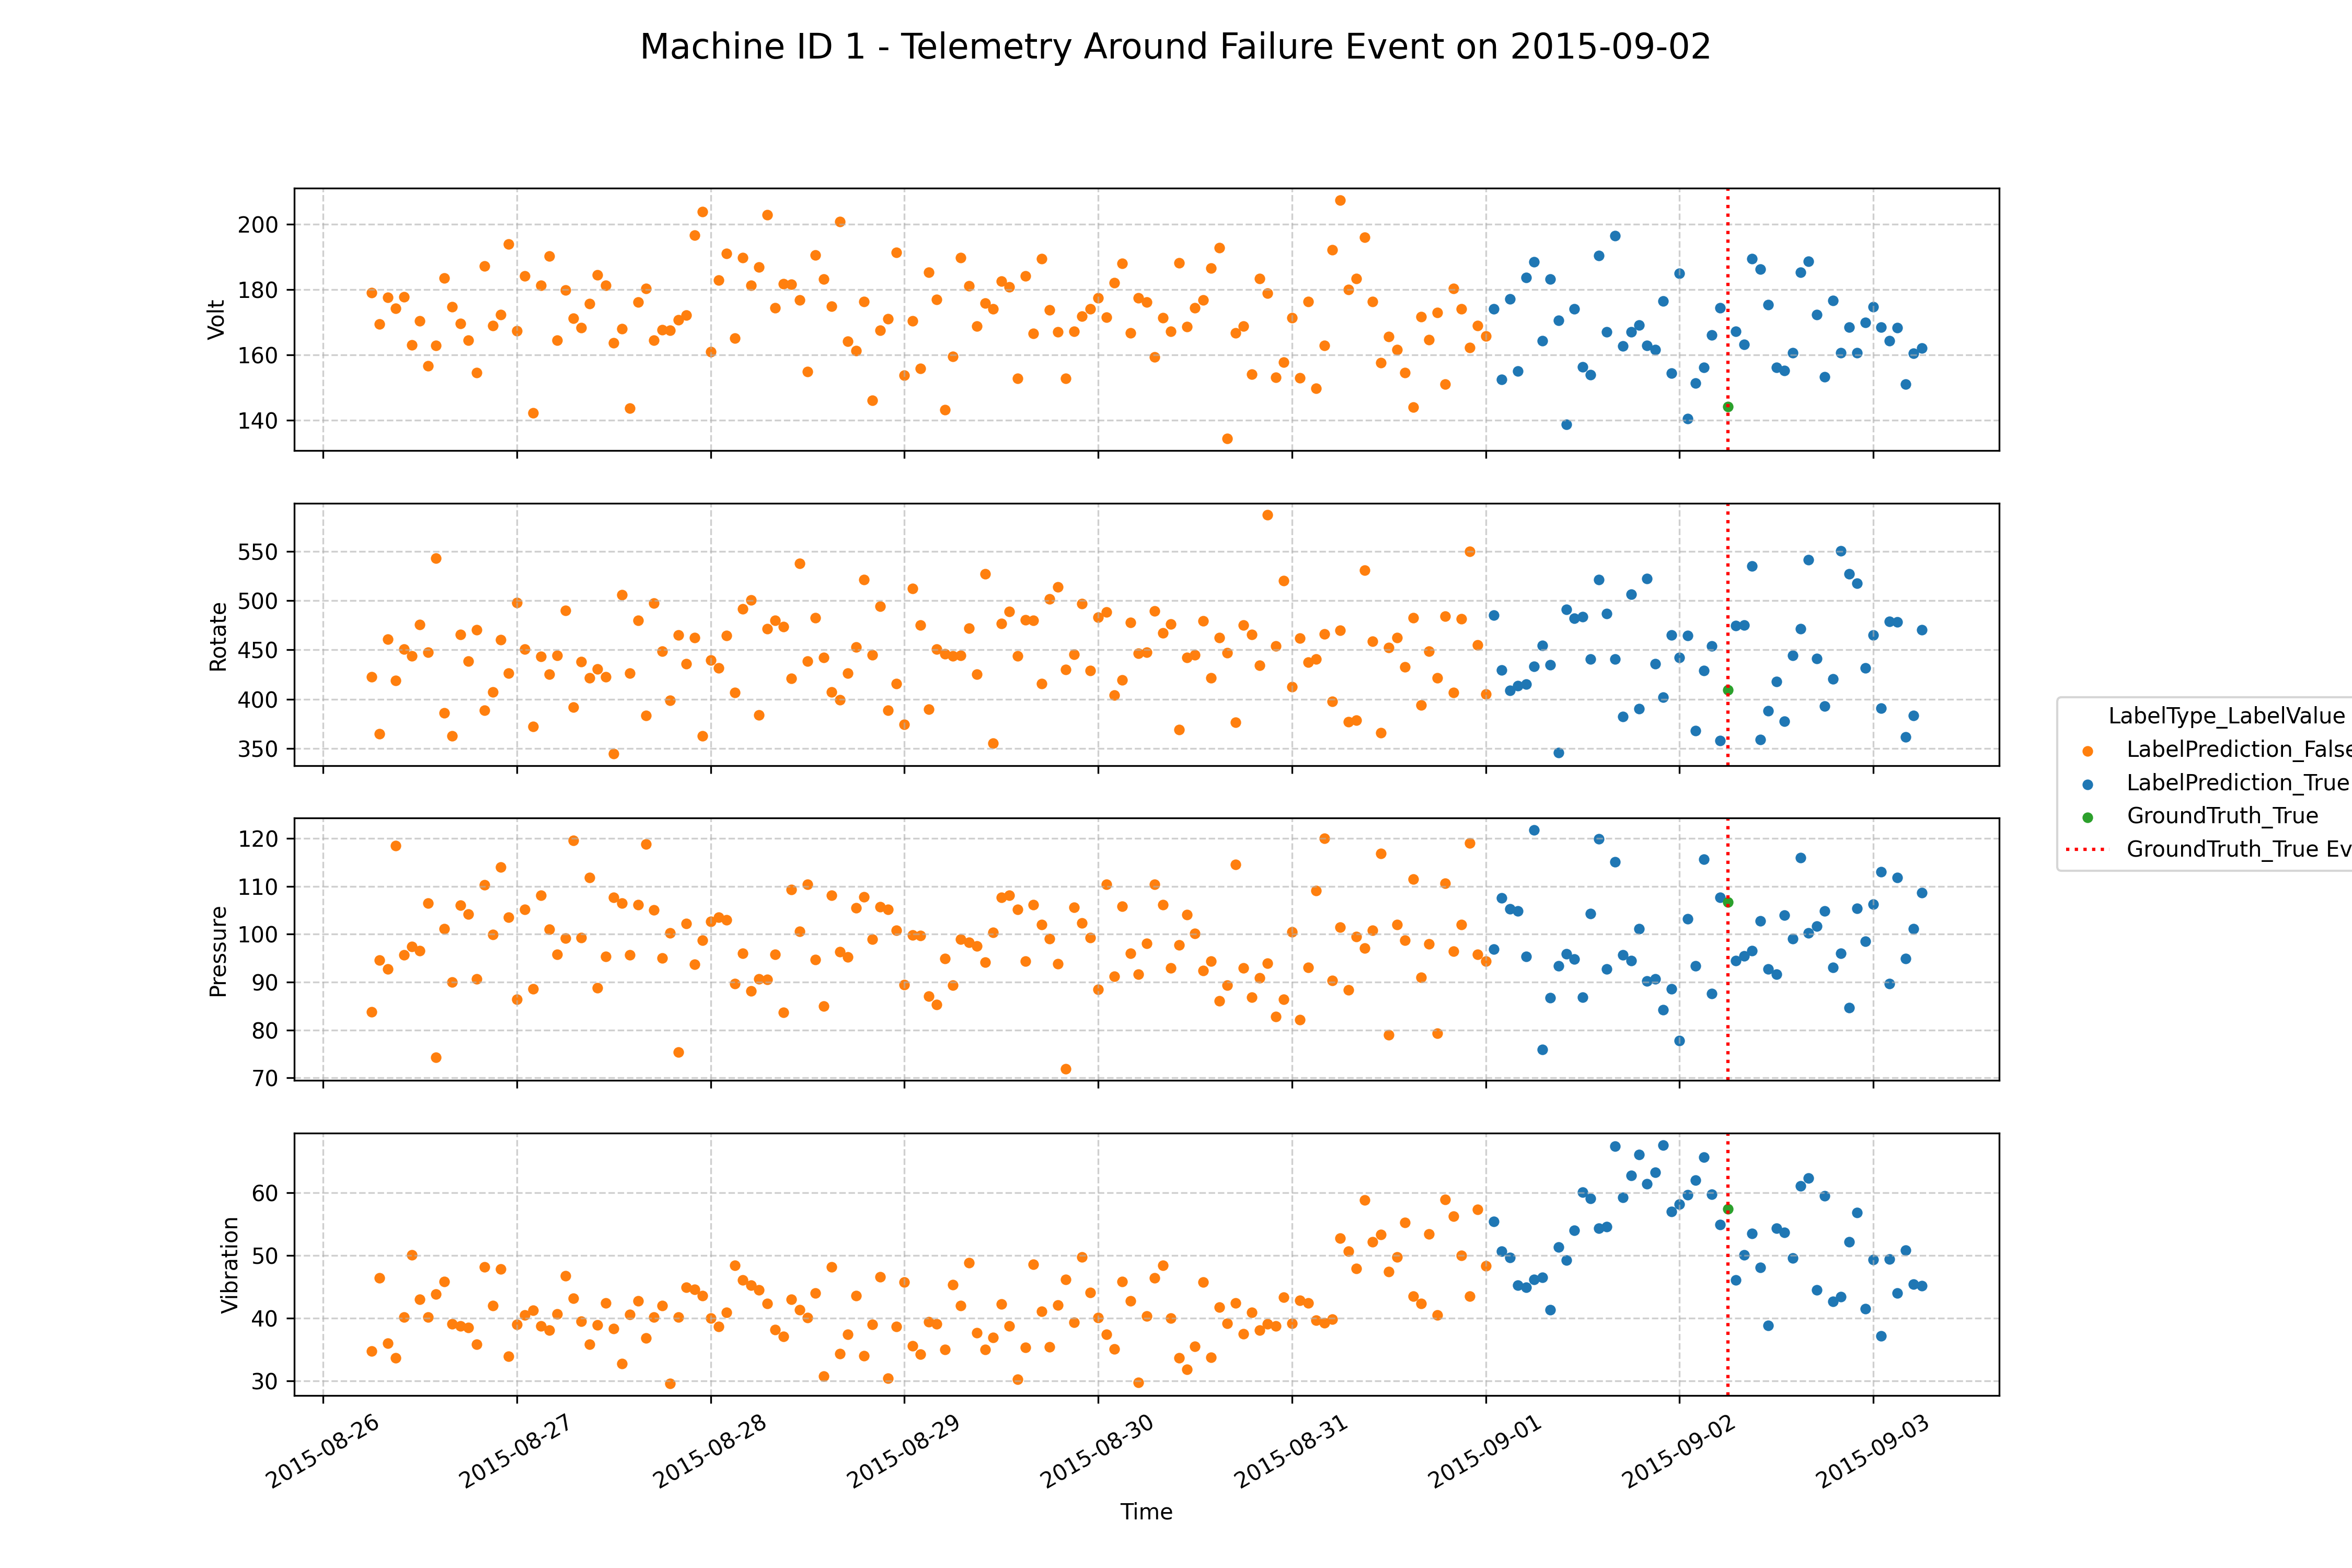 Machine ID 1 - Telemetry Around Failure Event on 2015-09-02
200
180
160
140
Volt
550
500
450
400
350
Rotate
120
110
100
90
80
70
Pressure
60
50
40
30
Vibration
2015-08-26
2015-08-27
2015-08-28
2015-08-29
2015-08-30
2015-08-31
2015-09-01
2015-09-02
2015-09-03
Time
LabelType_LabelValue
LabelPrediction_False
LabelPrediction_True
GroundTruth_True
GroundTruth_True Ev